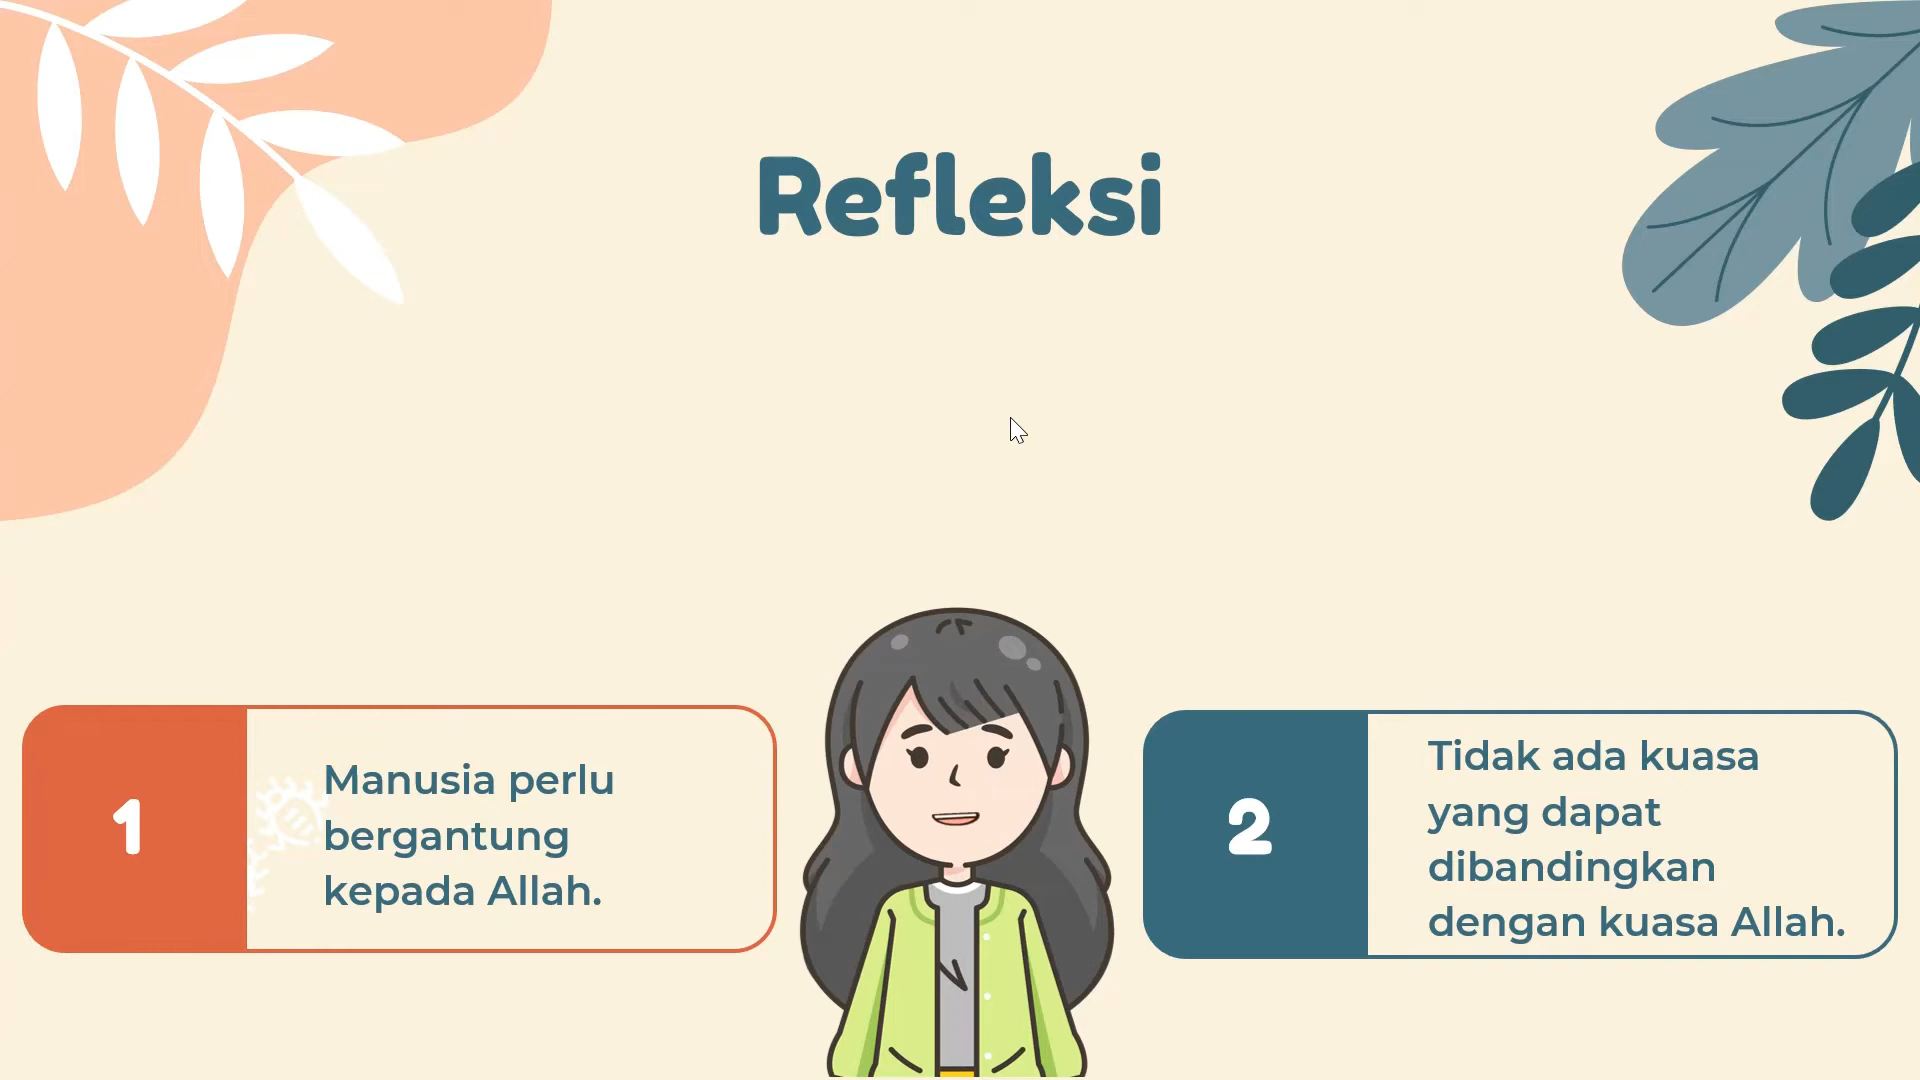 Refleksi
1
Manusia perlu
bergantung
kepada Allah.
2
Tidak ada kuasa
yang dapat
dibandingkan
dengan kuasa Allah.